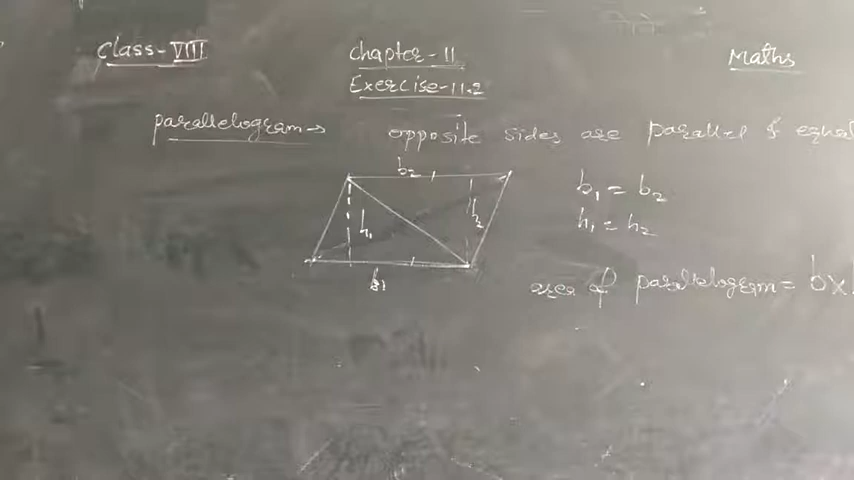 Class-VIII
Chapter-11
Maths
Exercise-11.2
parallelogram→ opposite sides are parallel & equal
b2
h1
h2
b1
b1 = b2
h1 = h2
area of parallelogram = b×